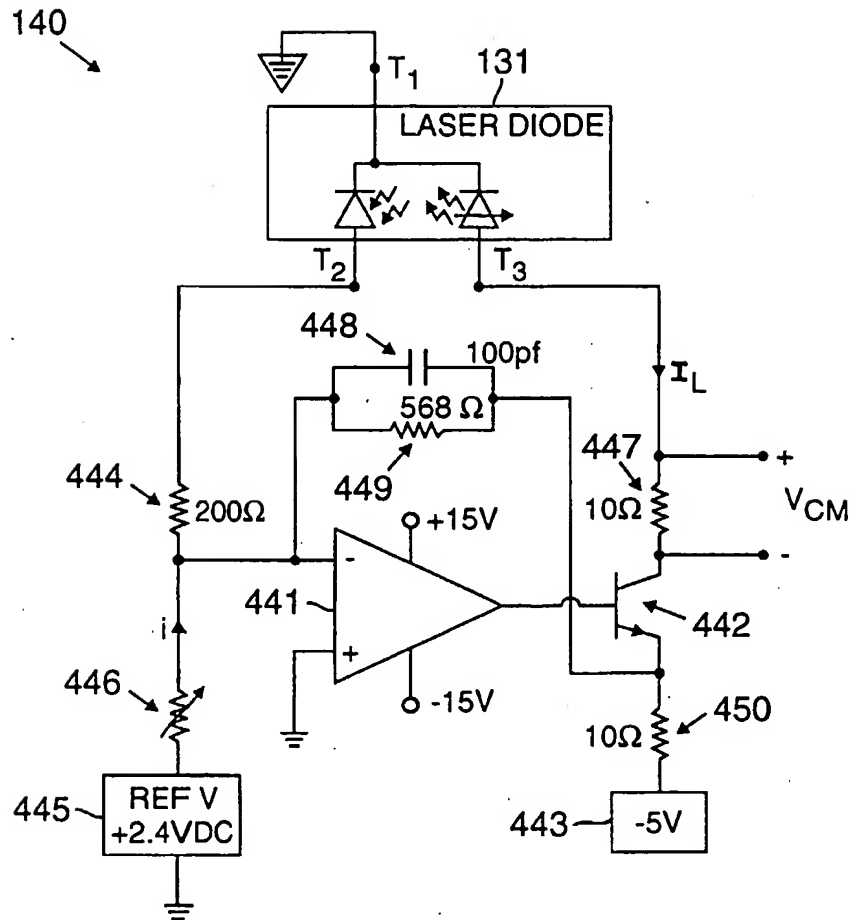 140
T1
131
LASER DIODE
T2
T3
448
100pf
568 Ω
449
IL
447
10Ω
+
VCM
-
444
200Ω
+15V
-
441
+
-15V
442
i
446
450
10Ω
445
REF V
+2.4VDC
443
-5V